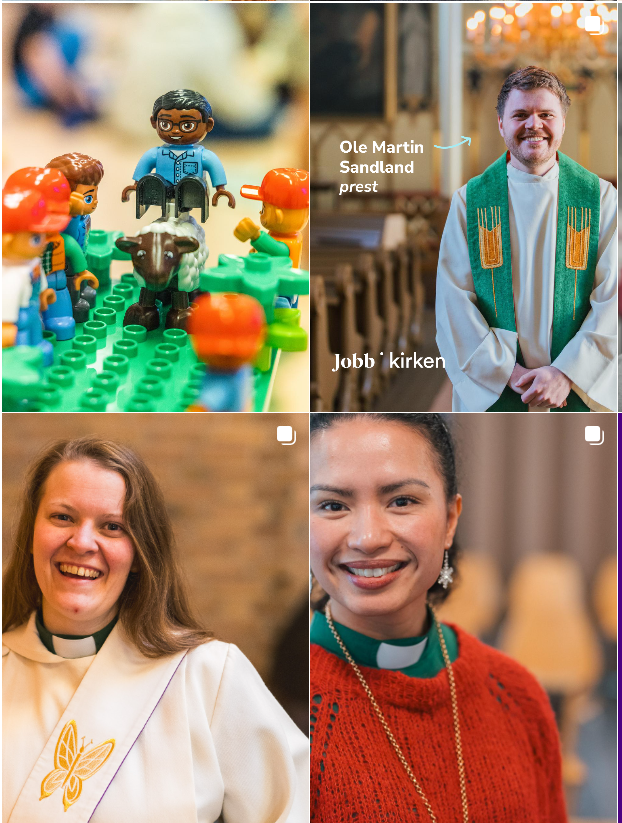 Ole Martin
Sandland
prest
Jobb i kirken